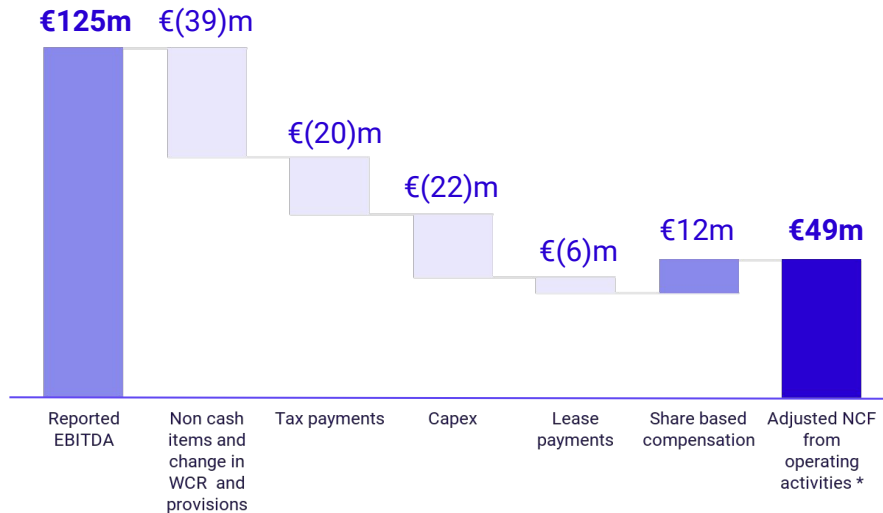 €125m
€(39)m
€(20)m
€(22)m
€(6)m
€12m
€49m
Reported
EBITDA
Non cash
items and
change in
WCR and
provisions
Tax payments
Capex
Lease
payments
Share based
compensation
Adjusted NCF
from
operating
activities *